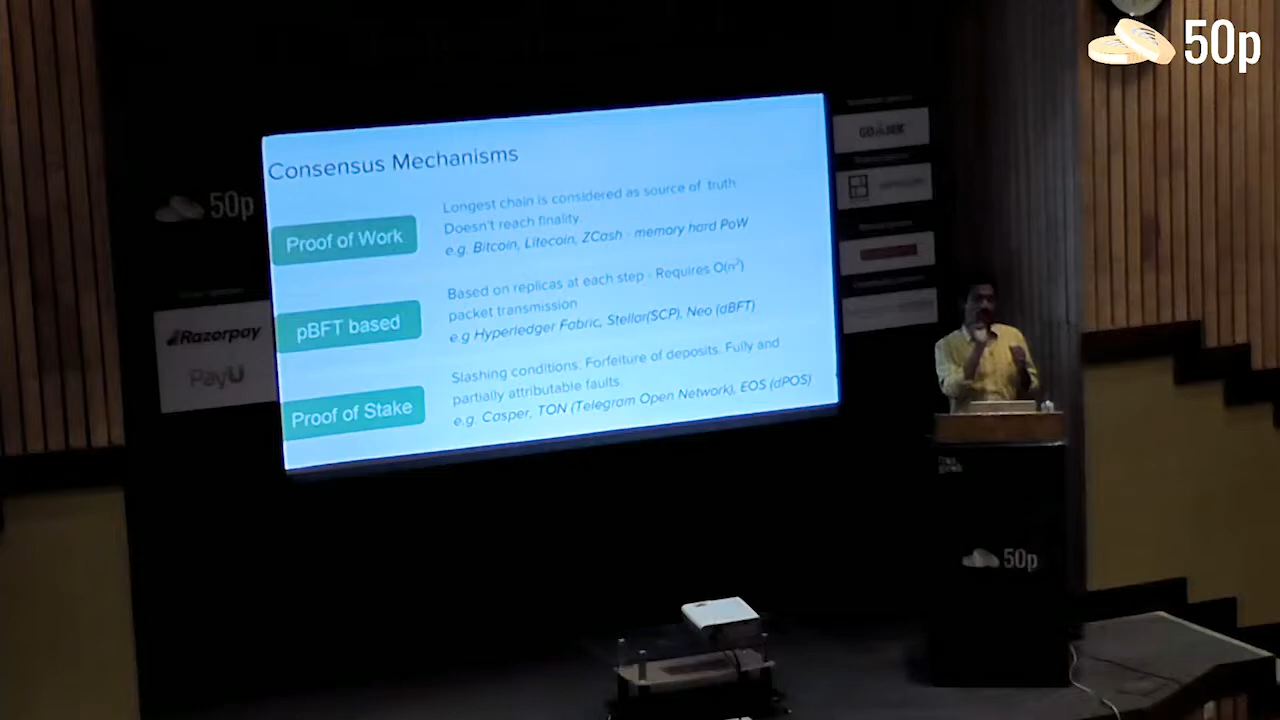 50p
Consensus Mechanisms
Proof of Work
Longest chain is considered as source of truth
Doesn't reach finality
e.g. Bitcoin, Litecoin, ZCash - memory hard PoW
pBFT based
Based on replicas at each step - Requires O(n²)
packet transmission
e.g Hyperledger Fabric, Stellar(SCP), Neo (dBFT)
Proof of Stake
Slashing conditions. Forfeiture of deposits. Fully and
partially attributable faults.
e.g. Casper, TON (Telegram Open Network), EOS (dPOS)
50p
Razorpay
PayU
GOJEK
50p